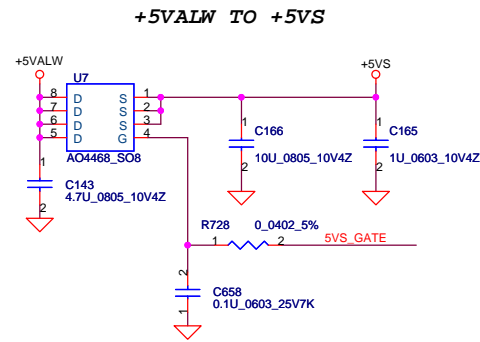 +5VALW TO +5VS
+5VALW
+5VS
U7
8 D S 1
7 D S 2
6 D S 3
5 D G 4
AO4468_SO8
1
C143
4.7U_0805_10V4Z
2
1
C166
10U_0805_10V4Z
2
1
C165
1U_0603_10V4Z
2
R728 0_0402_5%
1 2 5VS_GATE
2
C658
0.1U_0603_25V7K
1